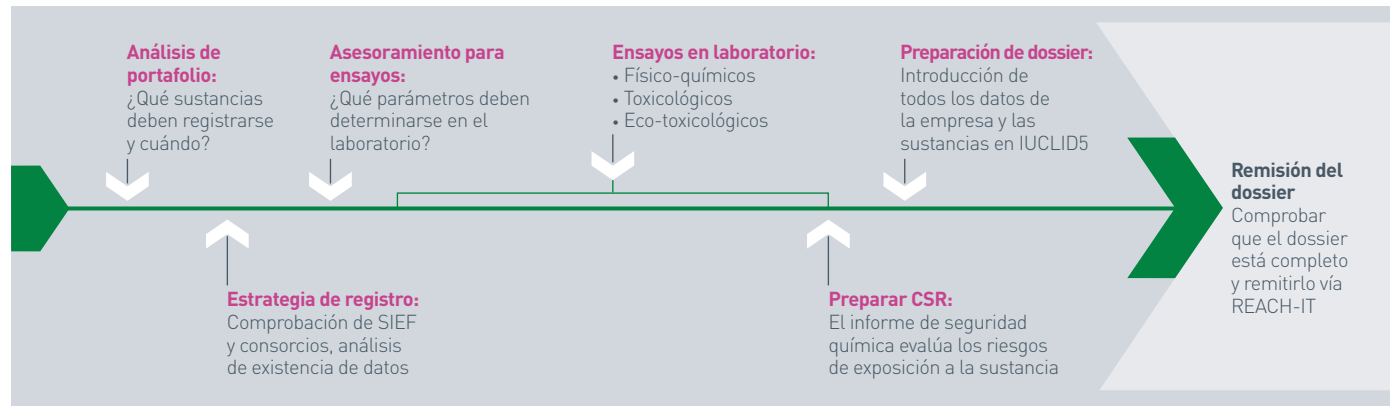 Análisis de
portafolio:
¿Qué sustancias
deben registrarse
y cuándo?
Asesoramiento para
ensayos:
¿Qué parámetros deben
determinarse en el
laboratorio?
Ensayos en laboratorio:
• Físico-químicos
• Toxicológicos
• Eco-toxicológicos
Preparación de dossier:
Introducción de
todos los datos de
la empresa y las
sustancias en IUCLID5
Remisión del
dossier
Comprobar
que el dossier
está completo
y remitirlo vía
REACH-IT
Estrategia de registro:
Comprobación de SIEF
y consorcios, análisis
de existencia de datos
Preparar CSR:
El informe de seguridad
química evalúa los riesgos
de exposición a la sustancia